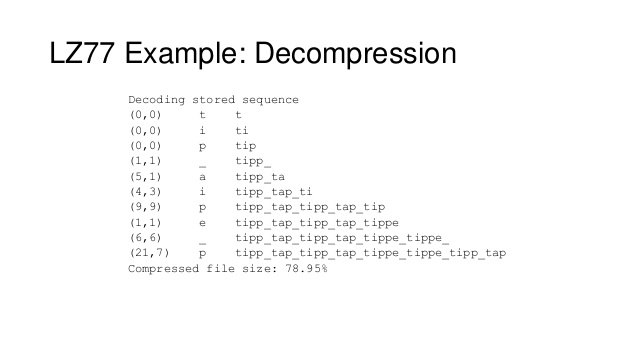 LZ77 Example: Decompression
Decoding stored sequence
(0,0) t t
(0,0) i ti
(0,0) p tip
(1,1) _ tipp_
(5,1) a tipp_ta
(4,3) i tipp_tap_ti
(9,9) p tipp_tap_tipp_tap_tip
(1,1) e tipp_tap_tipp_tap_tippe
(6,6) _ tipp_tap_tipp_tap_tippe_tippe_
(21,7) p tipp_tap_tipp_tap_tippe_tippe_tipp_tap
Compressed file size: 78.95%